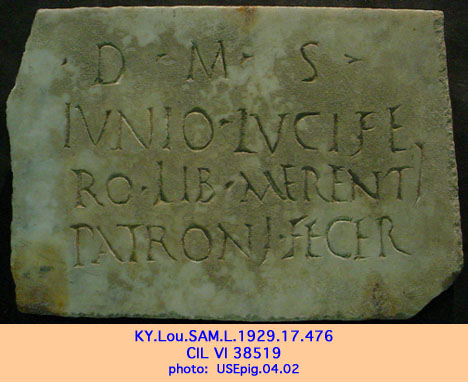 · D · M · S ·
IVNIO · LVCIFE
RO · LIB · MERENTI
PATRONI · FECER
KY.Lou.SAM.L.1929.17.476
CIL VI 38519
photo: USEpig.04.02